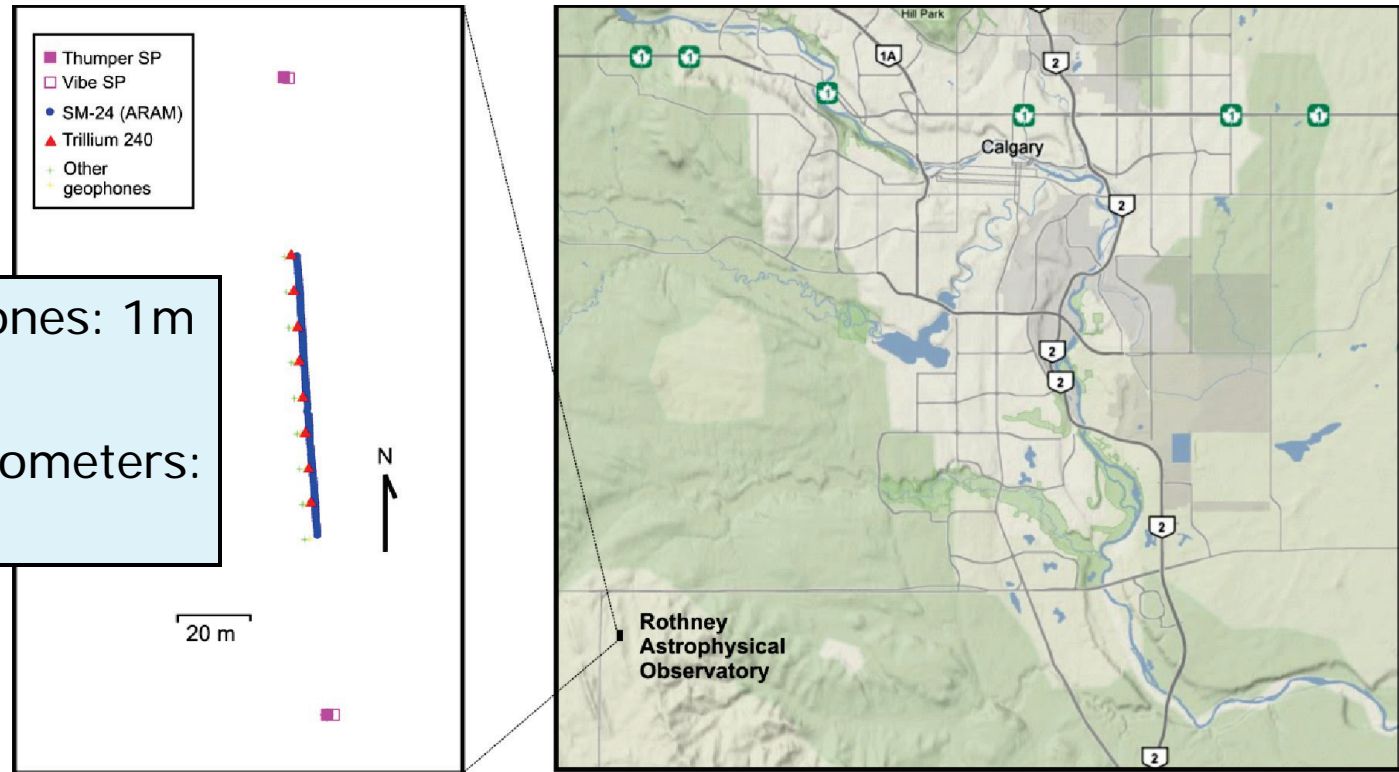 Thumper SP
Vibe SP
SM-24 (ARAM)
Trillium 240
Other
geophones
ones: 1m
ometers:
N
20 m
Hill Park
1
1
1A
2
1
1
1
1
Calgary
2
2
2
2
2
Rothney
Astrophysical
Observatory